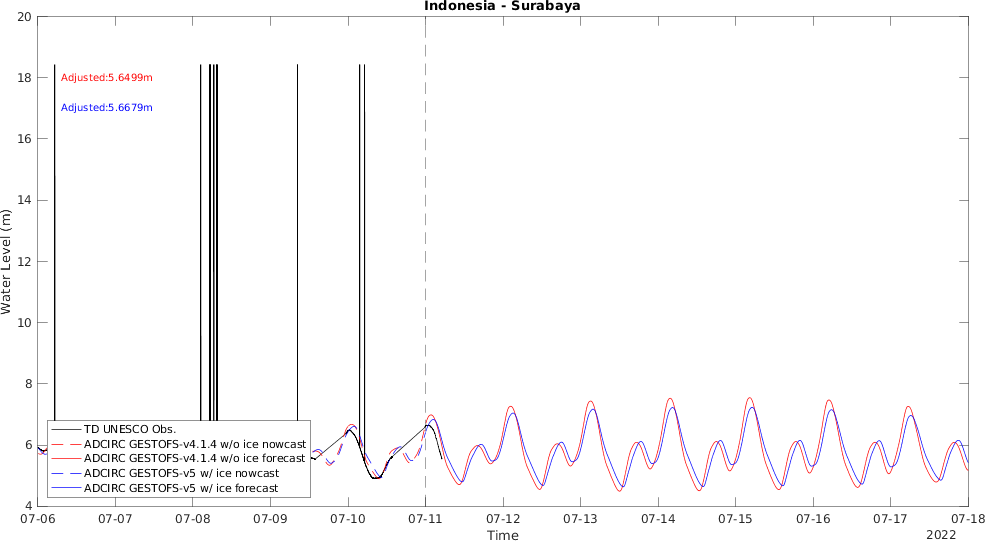 Indonesia - Surabaya
20
18
16
14
12
10
8
6
4
Water Level (m)
Adjusted:5.6499m
Adjusted:5.6679m
TD UNESCO Obs.
ADCIRC GESTOFS-v4.1.4 w/o ice nowcast
ADCIRC GESTOFS-v4.1.4 w/o ice forecast
ADCIRC GESTOFS-v5 w/ ice nowcast
ADCIRC GESTOFS-v5 w/ ice forecast
07-06 07-07 07-08 07-09 07-10 07-11 07-12 07-13 07-14 07-15 07-16 07-17 07-18
Time
2022